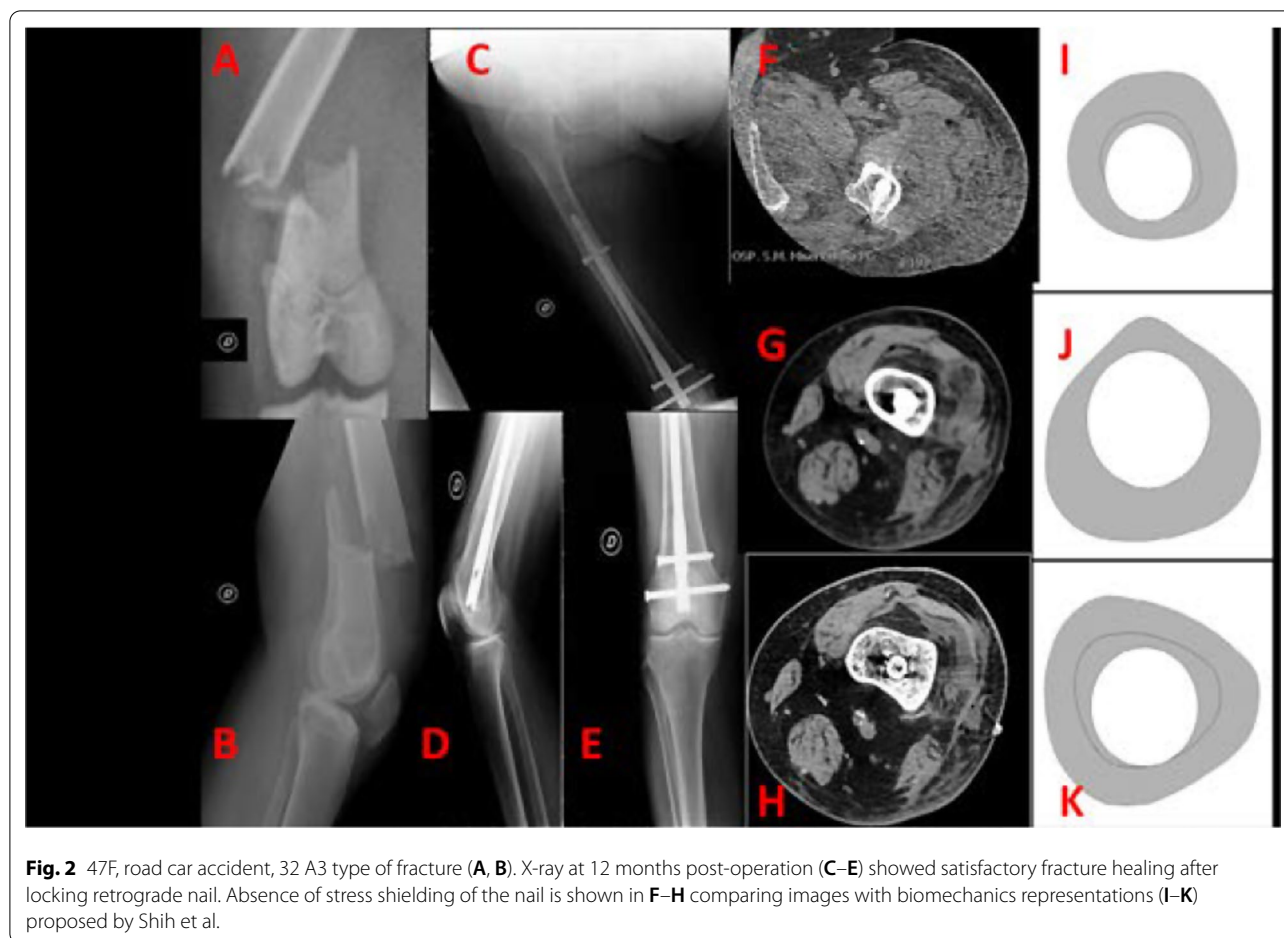 A
C
F
I
OSP. S.M.
G
J
B
D
E
H
K
D
D
D
Fig. 2 47F, road car accident, 32 A3 type of fracture (A, B). X-ray at 12 months post-operation (C–E) showed satisfactory fracture healing after
locking retrograde nail. Absence of stress shielding of the nail is shown in F–H comparing images with biomechanics representations (I–K)
proposed by Shih et al.